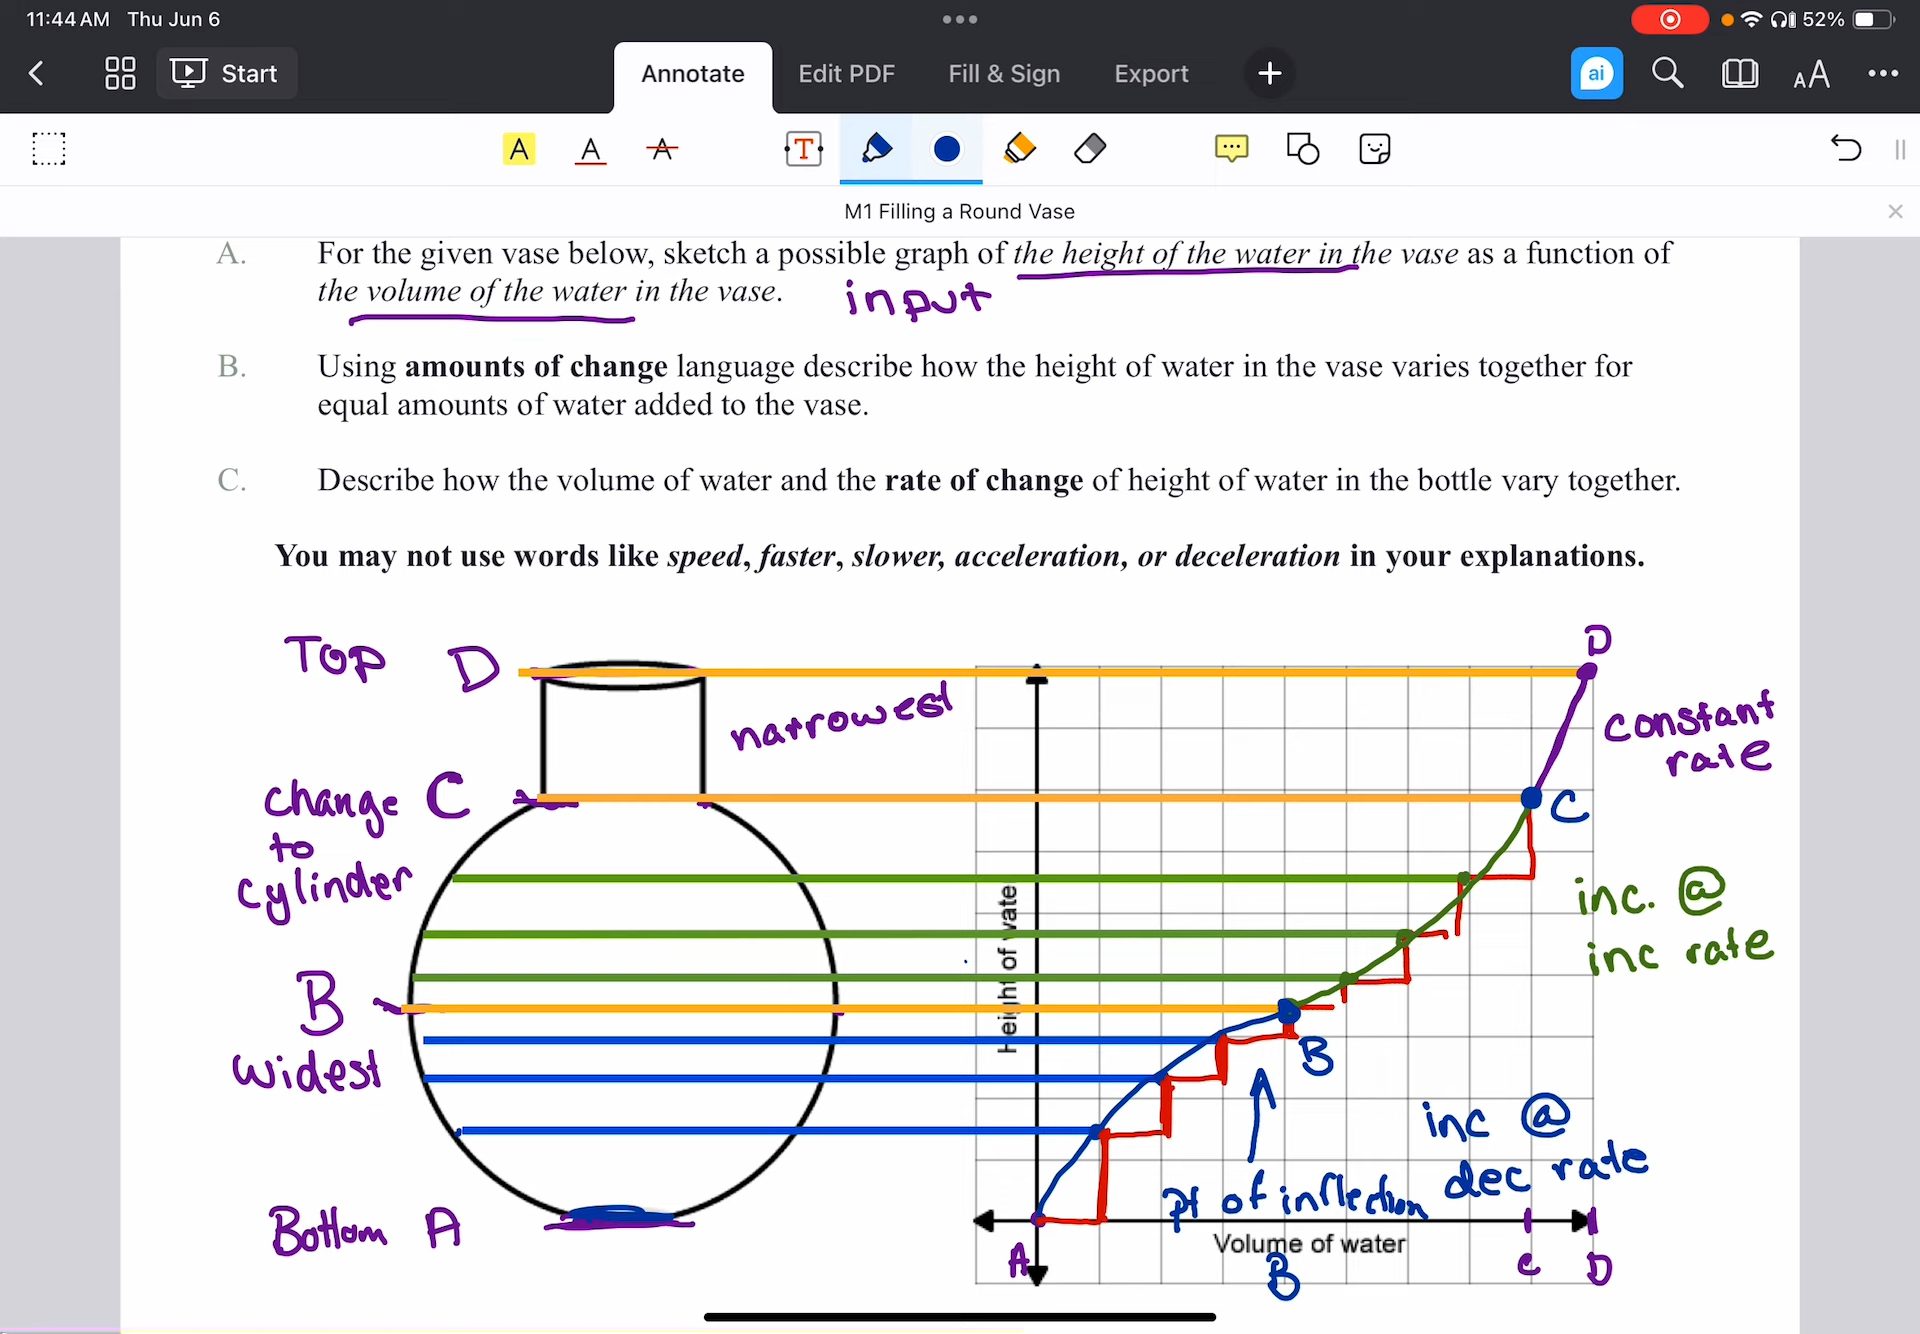 11:44 AM Thu Jun 6
52%
Start
Annotate
Edit PDF
Fill & Sign
Export
ai
AA
A A A T
M1 Filling a Round Vase
A. For the given vase below, sketch a possible graph of the height of the water in the vase as a function of
the volume of the water in the vase. input
B. Using amounts of change language describe how the height of water in the vase varies together for
equal amounts of water added to the vase.
C. Describe how the volume of water and the rate of change of height of water in the bottle vary together.
You may not use words like speed, faster, slower, acceleration, or deceleration in your explanations.
Top D
narrowest
change C
to
cylinder
B
Widest
Bottom A
Height of wate
D
constant
rate
C
inc. @
inc rate
B
inc @
dec rate
pt of inflection
Volume of water
A
B
C
D